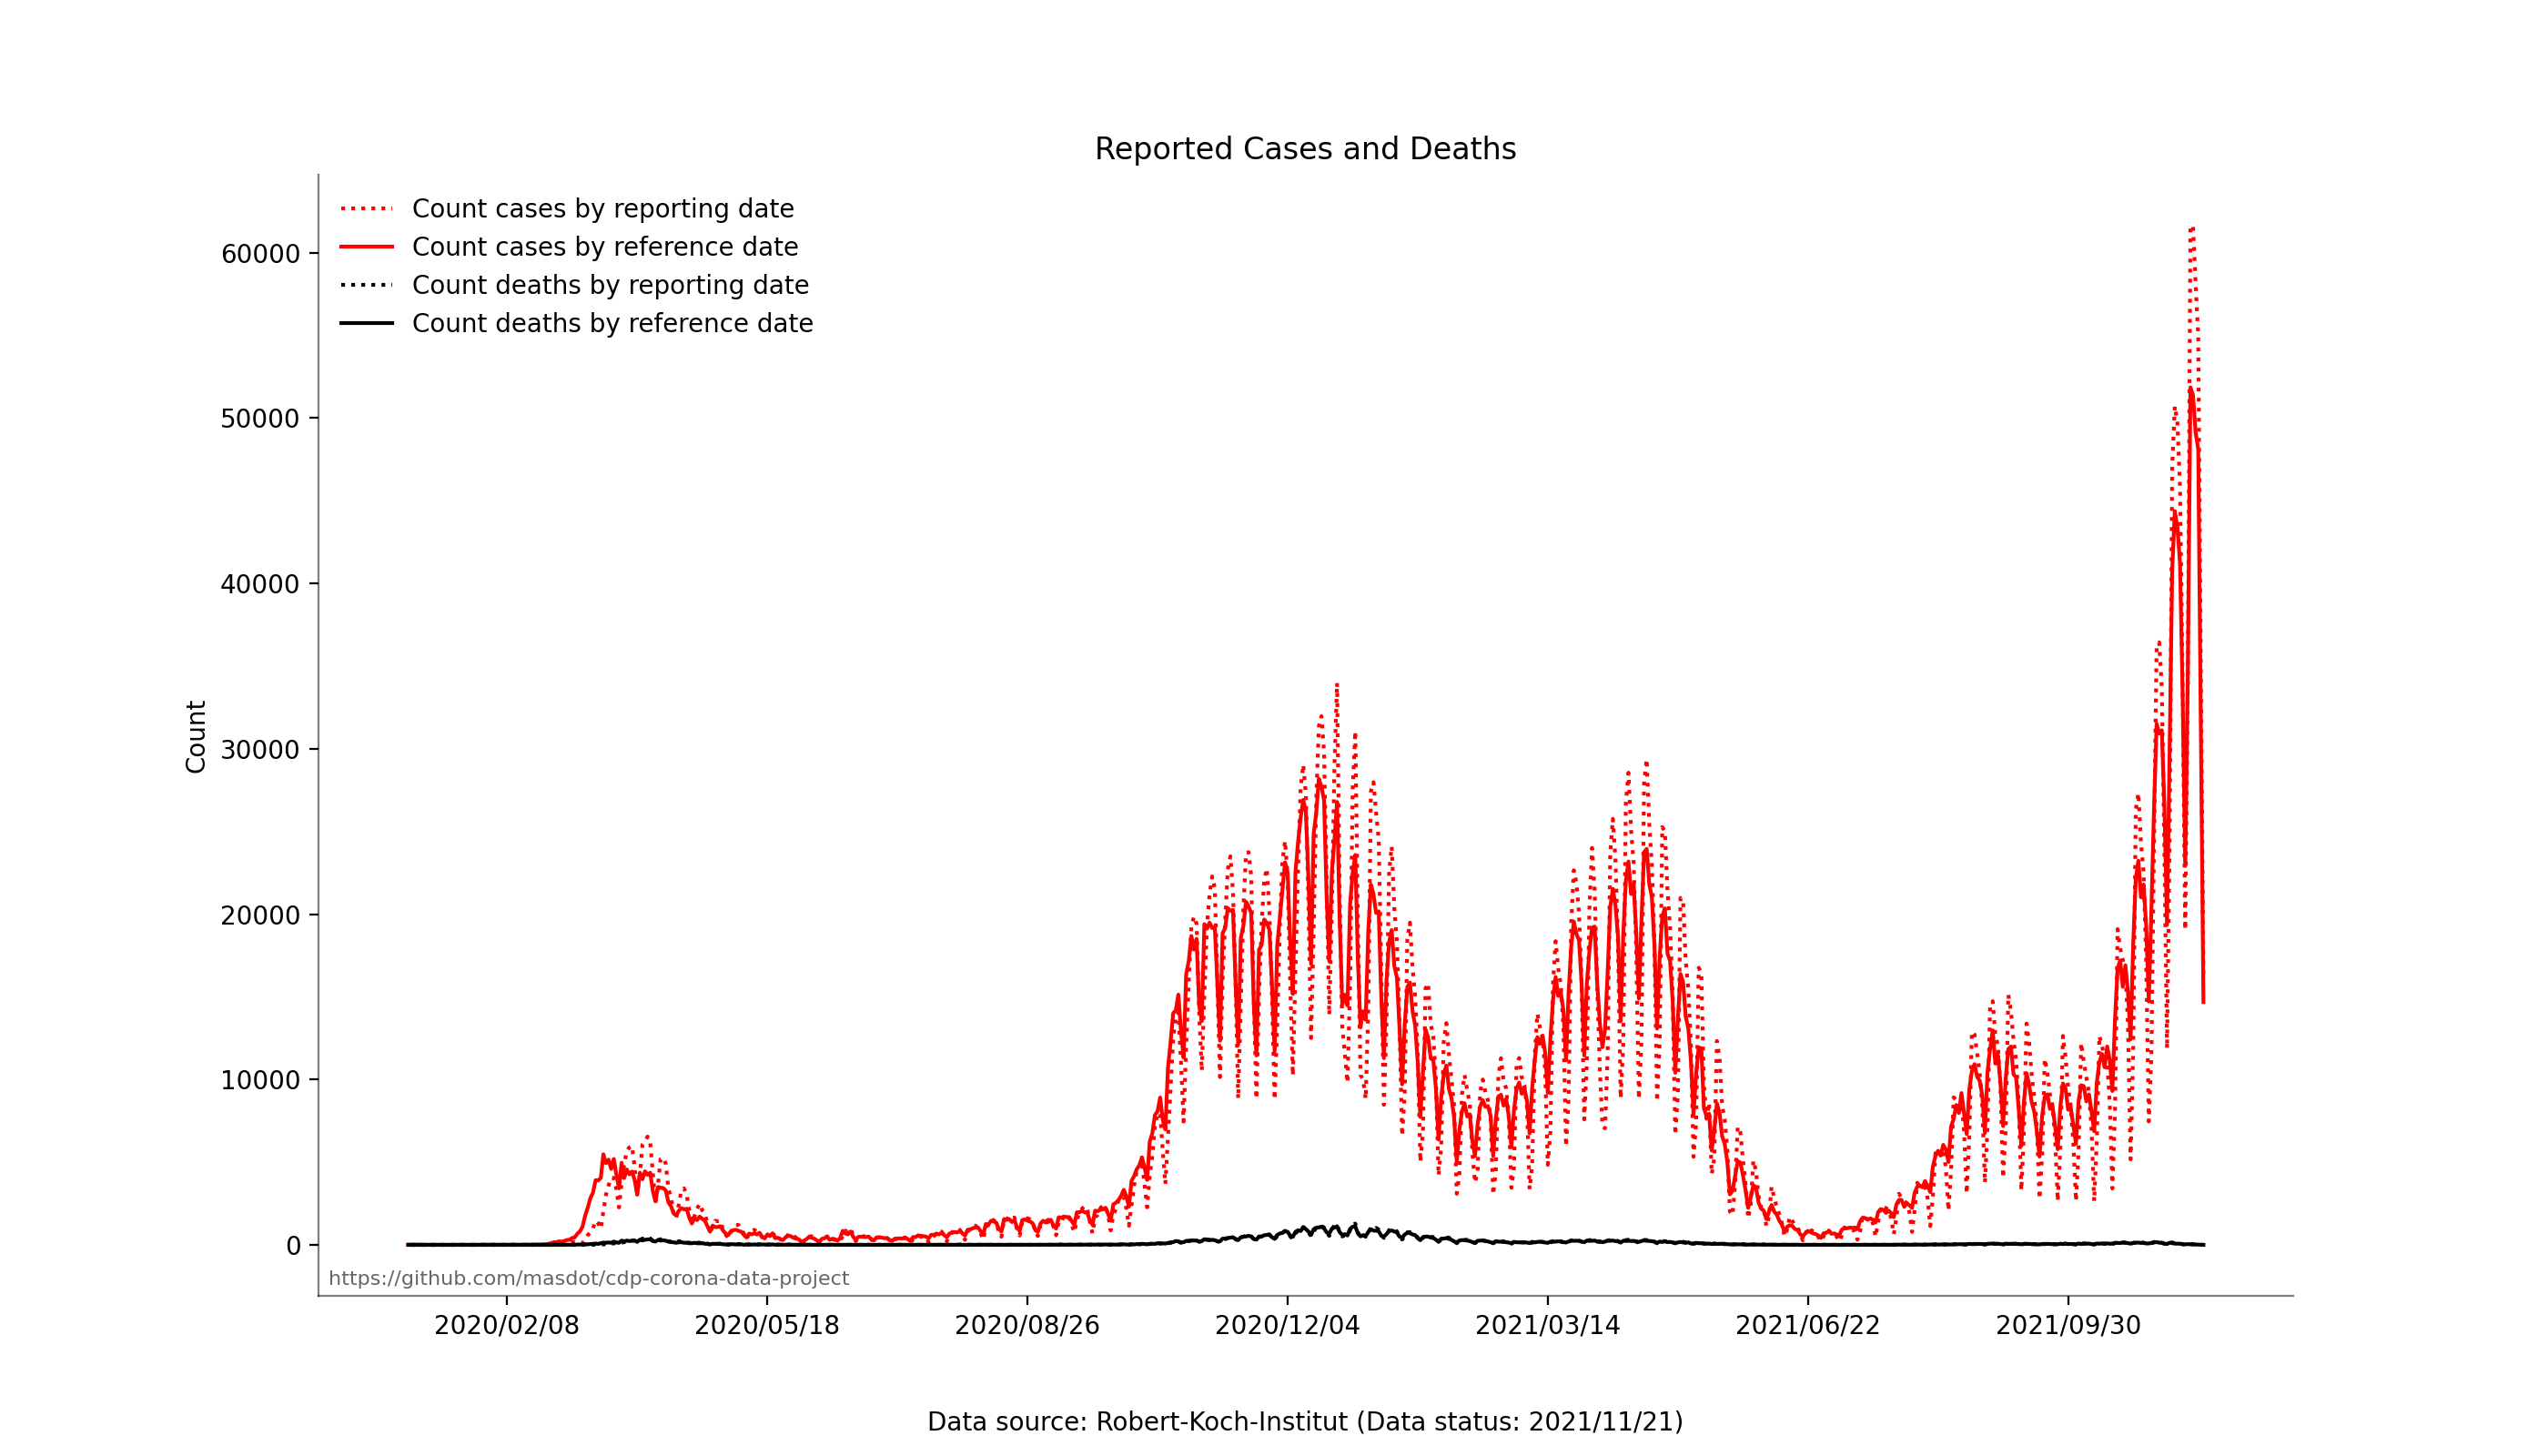 Reported Cases and Deaths
Count cases by reporting date
Count cases by reference date
Count deaths by reporting date
Count deaths by reference date
60000
50000
40000
30000
20000
10000
0
Count
https://github.com/masdot/cdp-corona-data-project
2020/02/08 2020/05/18 2020/08/26 2020/12/04 2021/03/14 2021/06/22 2021/09/30
Data source: Robert-Koch-Institut (Data status: 2021/11/21)